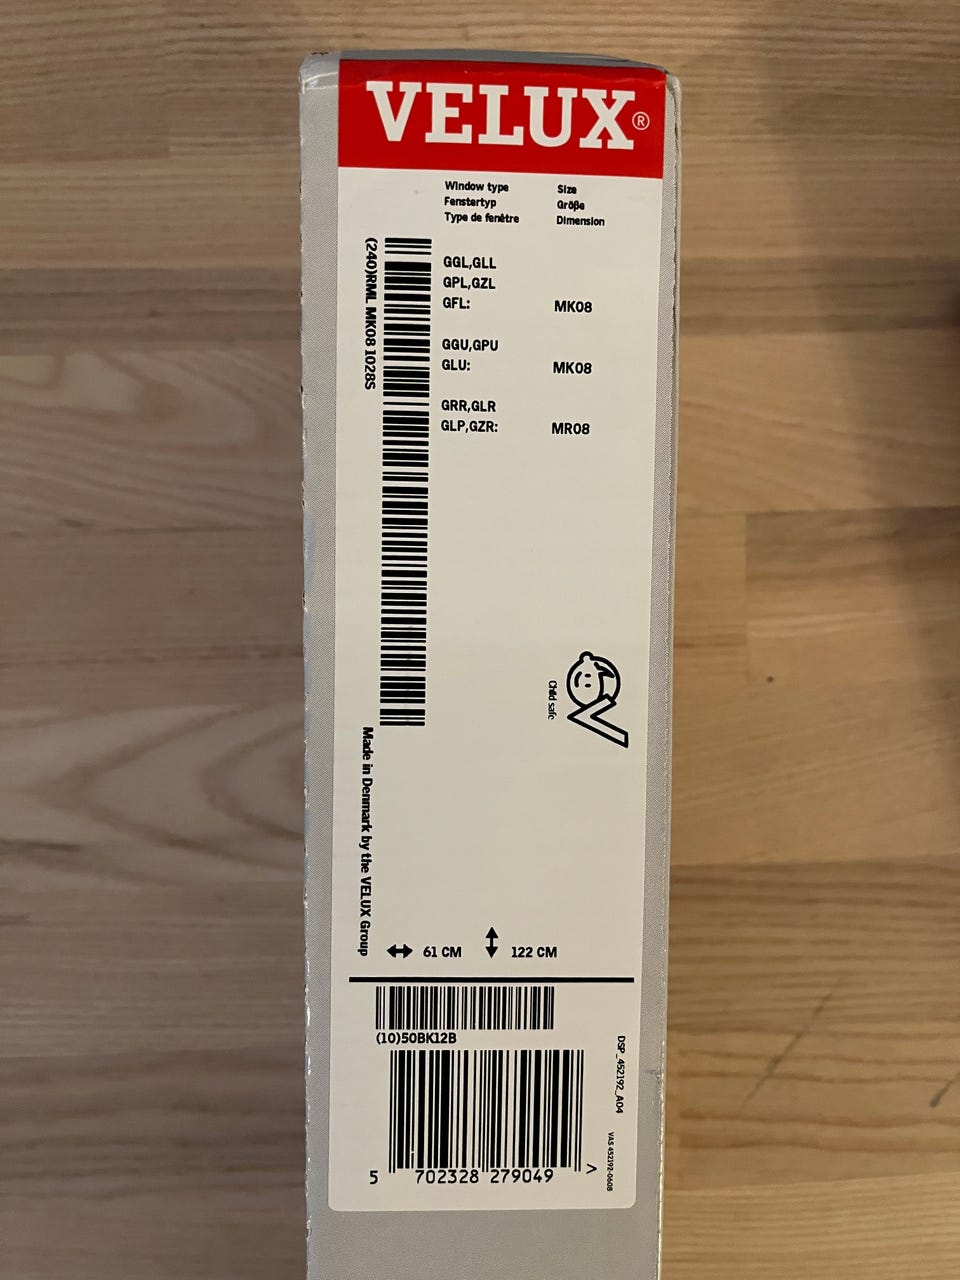 VELUX®
Window type Size
Fenstertyp Größe
Type de fenêtre Dimension
GGL,GLL
GPL,GZL
GFL: MK08
GGU,GPU
GLU: MK08
GRR,GLR
GLP,GZR: MR08
(240)RML MK08 1028S
Child safe
Made in Denmark by the VELUX Group
61 CM 122 CM
(10)50BK12B
DSP_452192_A04
VAS 452192-0608
5 702328 279049 >